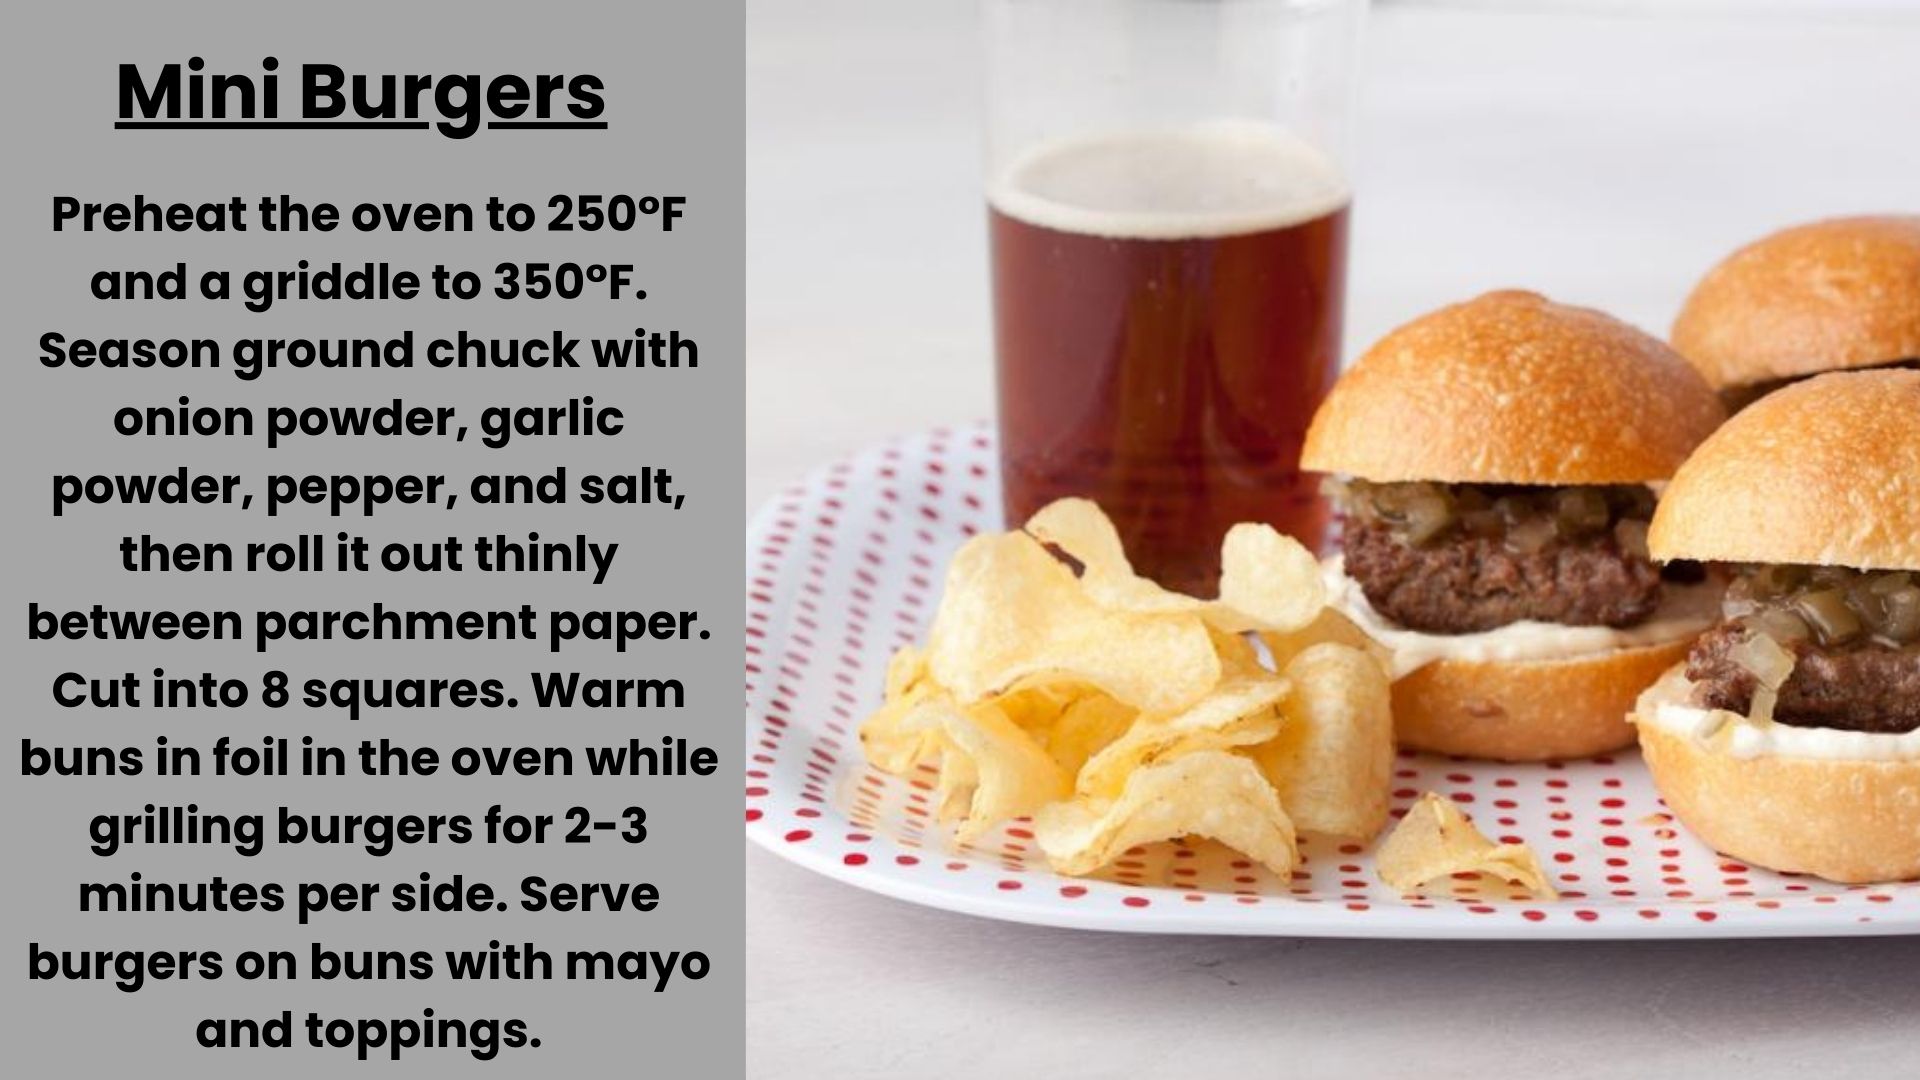 Mini Burgers
Preheat the oven to 250°F
and a griddle to 350°F.
Season ground chuck with
onion powder, garlic
powder, pepper, and salt,
then roll it out thinly
between parchment paper.
Cut into 8 squares. Warm
buns in foil in the oven while
grilling burgers for 2-3
minutes per side. Serve
burgers on buns with mayo
and toppings.